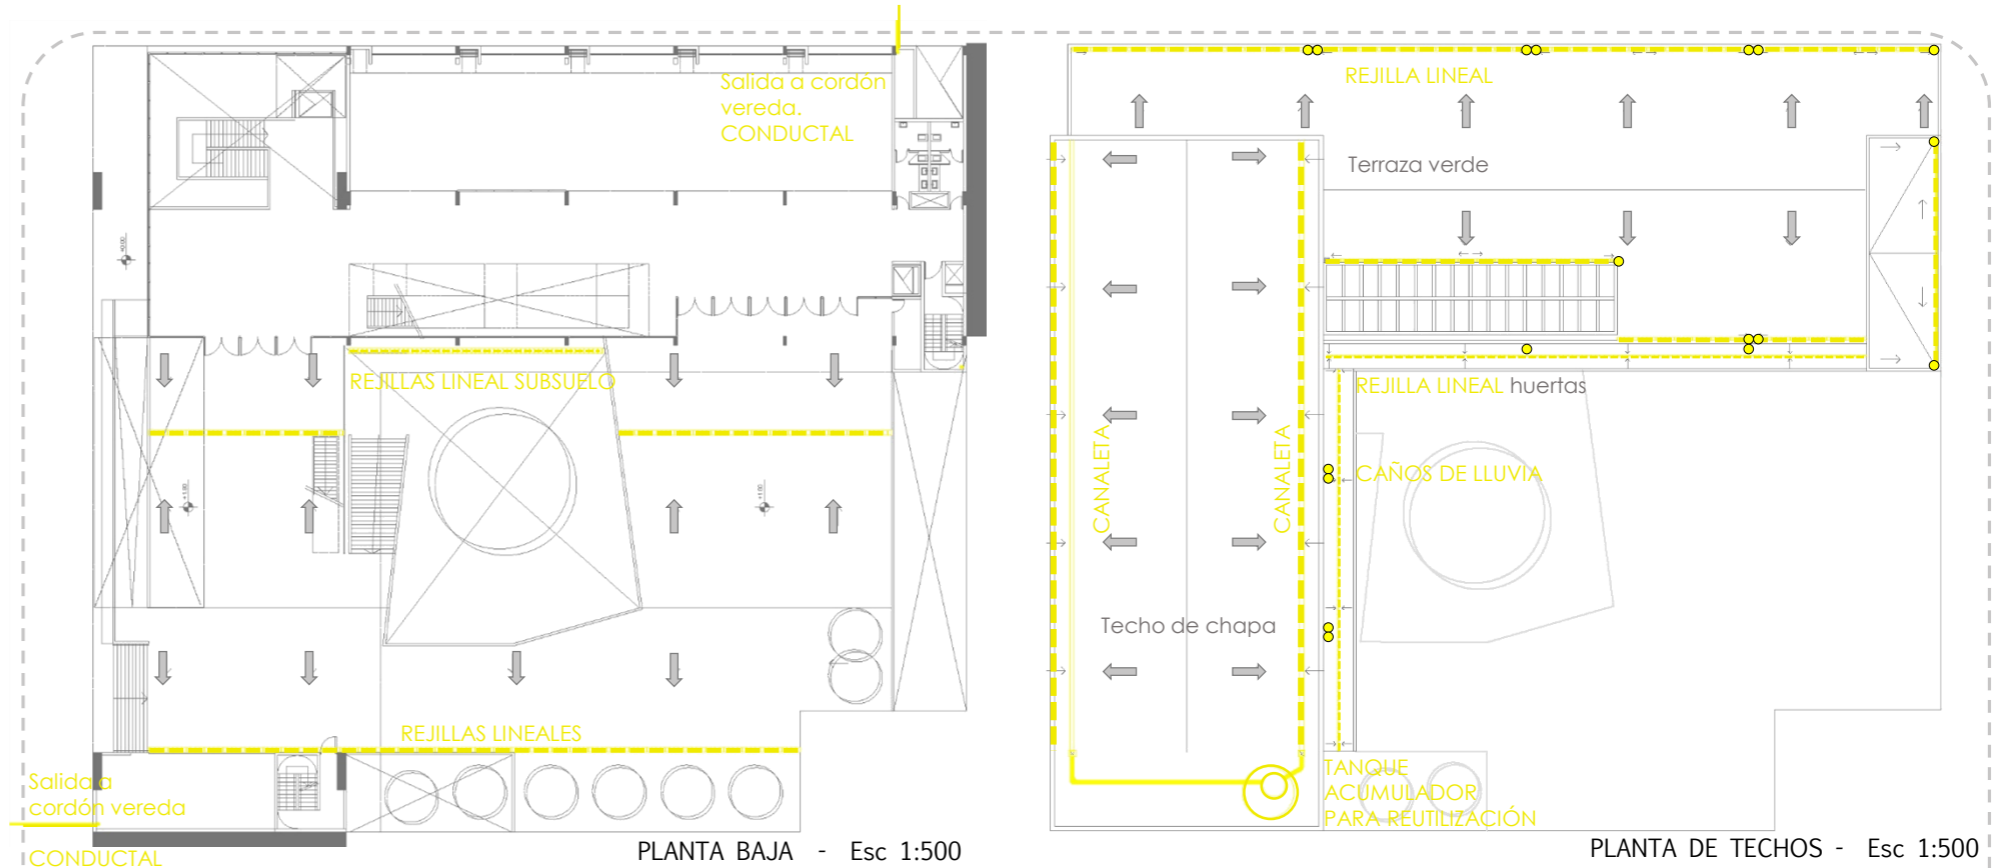 Salida a cordón
vereda.
CONDUCTAL
REJILLAS LINEAL SUBSUELO
REJILLAS LINEALES
Salida a
cordón vereda
CONDUCTAL
PLANTA BAJA - Esc 1:500
REJILLA LINEAL
Terraza verde
REJILLA LINEAL huertas
CANALETA
CANALETA
CAÑOS DE LLUVIA
Techo de chapa
TANQUE
ACUMULADOR
PARA REUTILIZACIÓN
PLANTA DE TECHOS - Esc 1:500